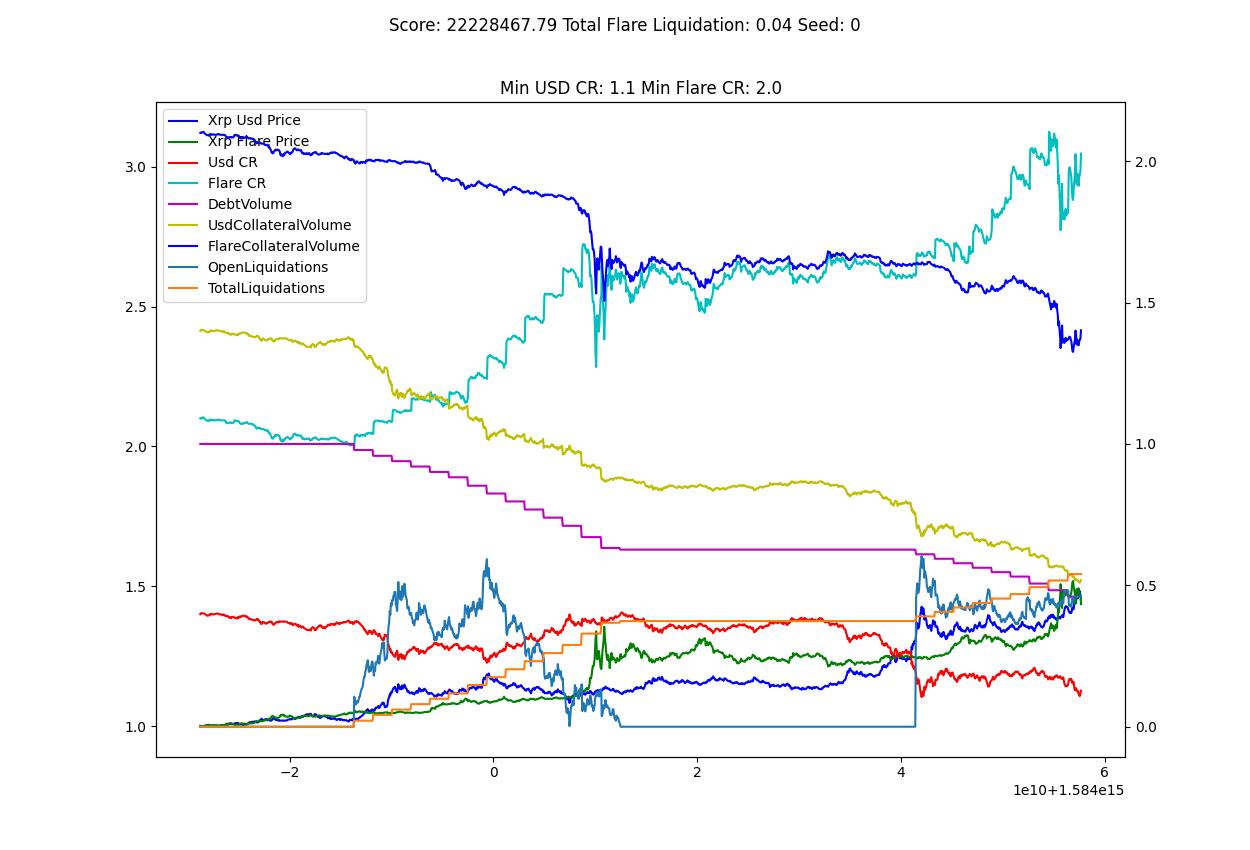 Score: 22228467.79 Total Flare Liquidation: 0.04 Seed: 0
Min USD CR: 1.1 Min Flare CR: 2.0
Xrp Usd Price
Xrp Flare Price
Usd CR
Flare CR
DebtVolume
UsdCollateralVolume
FlareCollateralVolume
OpenLiquidations
TotalLiquidations
3.0
2.5
2.0
1.5
1.0
2.0
1.5
1.0
0.5
0.0
−2 0 2 4 6
1e10+1.584e15